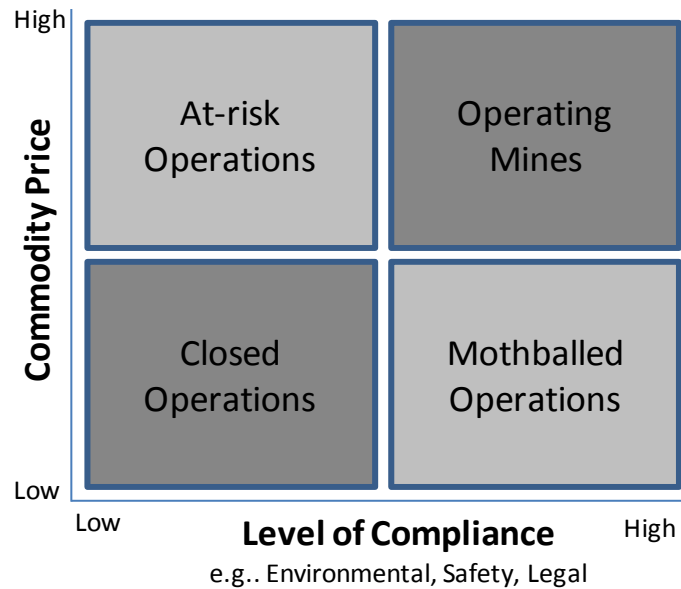 High
Commodity Price
At-risk
Operations
Operating
Mines
Closed
Operations
Mothballed
Operations
Low
Low
Level of Compliance
High
e.g.. Environmental, Safety, Legal